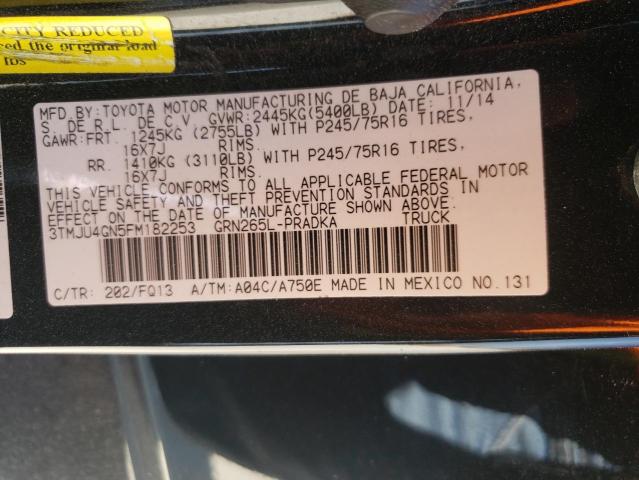 CITY REDUCED
ced the original load
lbs
MFD.BY:TOYOTA MOTOR MANUFACTURING DE BAJA CALIFORNIA,
S. DE R.L. DE C.V. GVWR:2445KG(5400LB) DATE: 11/14
GAWR:FRT. 1245KG (2755LB) WITH P245/75R16 TIRES,
16X7J RIMS.
RR. 1410KG (3110LB) WITH P245/75R16 TIRES,
16X7J RIMS.
THIS VEHICLE CONFORMS TO ALL APPLICABLE FEDERAL MOTOR
VEHICLE SAFETY AND THEFT PREVENTION STANDARDS IN
EFFECT ON THE DATE OF MANUFACTURE SHOWN ABOVE.
3TMJU4GN5FM182253 GRN265L-PRADKA TRUCK
C/TR: 202/FQ13 A/TM:A04C/A750E MADE IN MEXICO NO.131